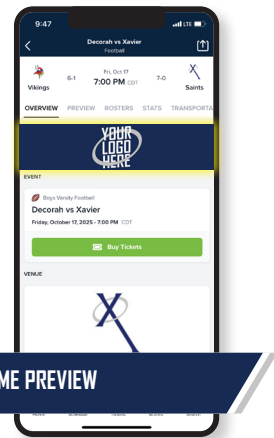 9:47
LTE
Decorah vs Xavier
Football
Fri, Oct 17
6-1
7:00 PM CDT
7-0
Vikings
Saints
OVERVIEW PREVIEW ROSTERS STATS TRANSPORTA
YOUR
LOGO
HERE
EVENT
Boys Varsity Football
Decorah vs Xavier
Friday, October 17, 2025 - 7:00 PM CDT
Buy Tickets
VENUE
ME PREVIEW